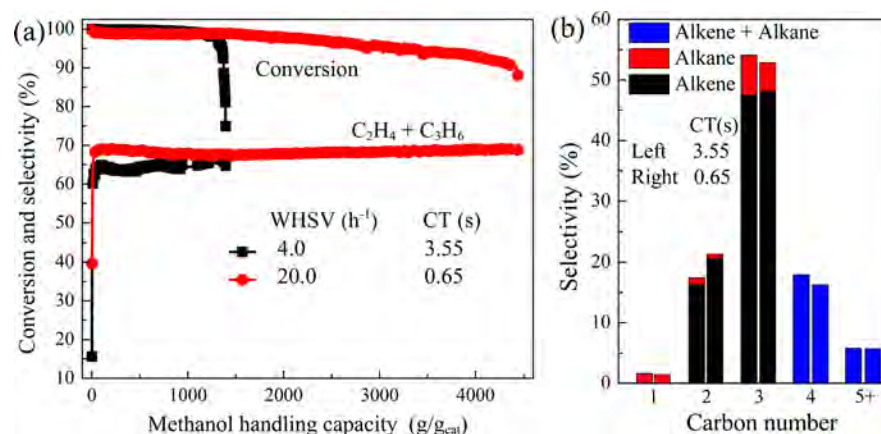 (a)
Conversion and selectivity (%)
100
90
80
70
60
50
40
30
20
10
Conversion
C₂H₄ + C₃H₆
WHSV (h⁻¹) CT (s)
4.0 3.55
20.0 0.65
0 1000 2000 3000 4000
Methanol handling capacity (g/g_cat)
(b)
Selectivity (%)
60
50
40
30
20
10
0
Alkene + Alkane
Alkane
Alkene
CT(s)
Left 3.55
Right 0.65
1 2 3 4 5+
Carbon number